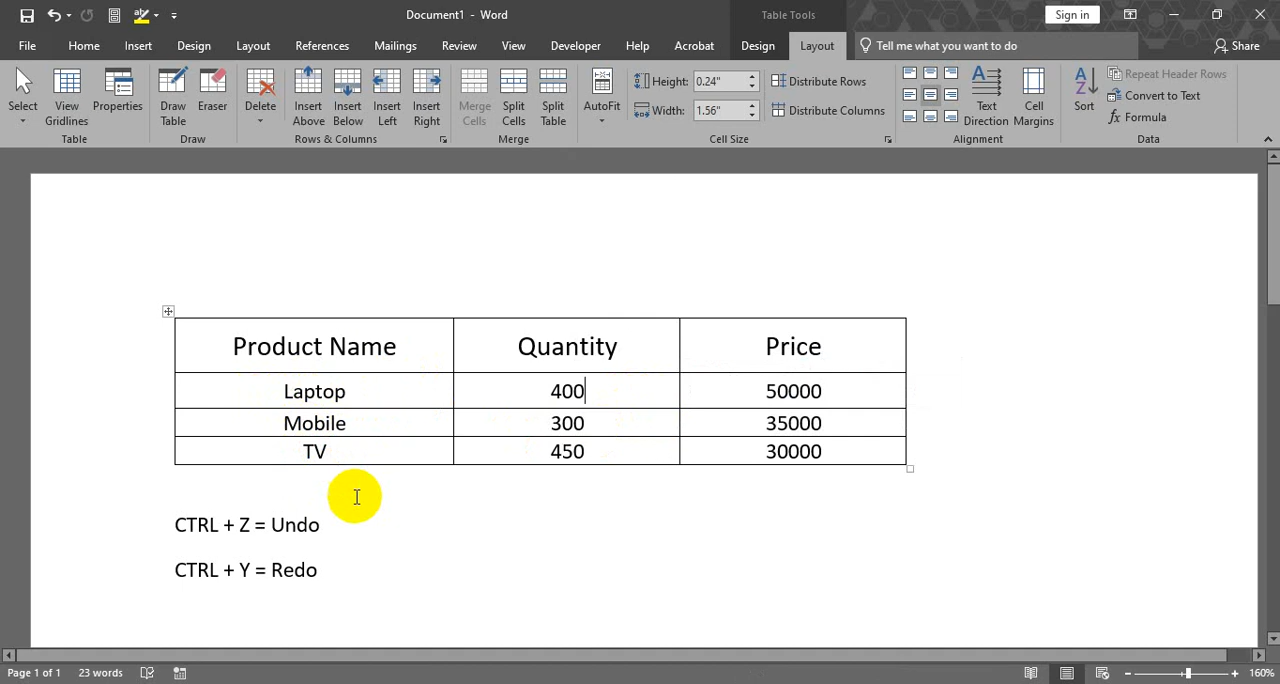 Document1 - Word
Table Tools
Sign in
File Home Insert Design Layout References Mailings Review View Developer Help Acrobat Design Layout Tell me what you want to do Share
Select
View Gridlines
Properties
Table
Draw Table
Eraser
Draw
Delete
Insert Above
Insert Below
Insert Left
Insert Right
Rows & Columns
Merge Cells
Split Cells
Split Table
Merge
AutoFit
Height: 0.24"
Width: 1.56"
Distribute Rows
Distribute Columns
Cell Size
Text Direction
Cell Margins
Alignment
Sort
Repeat Header Rows
Convert to Text
fx Formula
Data
Product Name Quantity Price
Laptop 400 50000
Mobile 300 35000
TV 450 30000
CTRL + Z = Undo
CTRL + Y = Redo
Page 1 of 1 23 words 160%